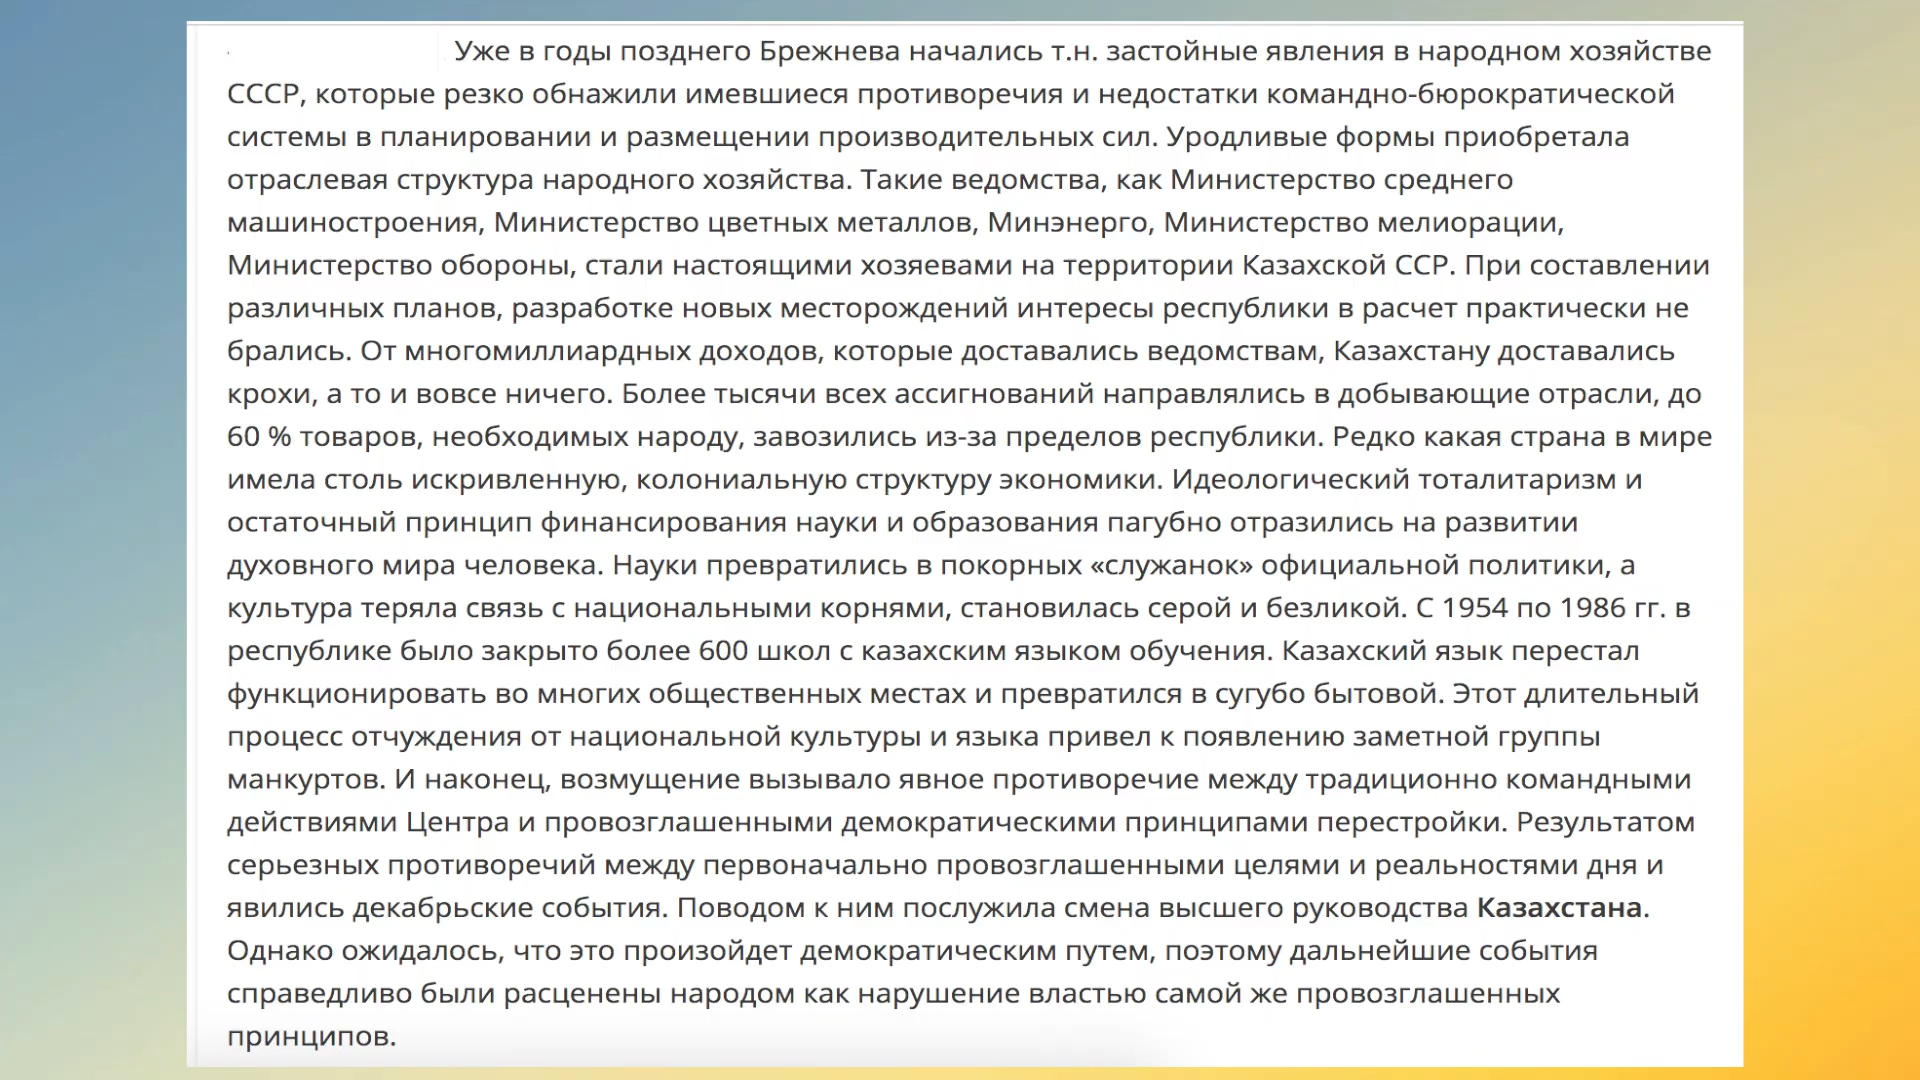 Уже в годы позднего Брежнева начались т.н. застойные явления в народном хозяйстве
СССР, которые резко обнажили имевшиеся противоречия и недостатки командно-бюрократической
системы в планировании и размещении производительных сил. Уродливые формы приобретала
отраслевая структура народного хозяйства. Такие ведомства, как Министерство среднего
машиностроения, Министерство цветных металлов, Минэнерго, Министерство мелиорации,
Министерство обороны, стали настоящими хозяевами на территории Казахской ССР. При составлении
различных планов, разработке новых месторождений интересы республики в расчет практически не
брались. От многомиллиардных доходов, которые доставались ведомствам, Казахстану доставались
крохи, а то и вовсе ничего. Более тысячи всех ассигнований направлялись в добывающие отрасли, до
60 % товаров, необходимых народу, завозились из-за пределов республики. Редко какая страна в мире
имела столь искривленную, колониальную структуру экономики. Идеологический тоталитаризм и
остаточный принцип финансирования науки и образования пагубно отразились на развитии
духовного мира человека. Науки превратились в покорных «служанок» официальной политики, а
культура теряла связь с национальными корнями, становилась серой и безликой. С 1954 по 1986 гг. в
республике было закрыто более 600 школ с казахским языком обучения. Казахский язык перестал
функционировать во многих общественных местах и превратился в сугубо бытовой. Этот длительный
процесс отчуждения от национальной культуры и языка привел к появлению заметной группы
манкуртов. И наконец, возмущение вызывало явное противоречие между традиционно командными
действиями Центра и провозглашенными демократическими принципами перестройки. Результатом
серьезных противоречий между первоначально провозглашенными целями и реальностями дня и
явились декабрьские события. Поводом к ним послужила смена высшего руководства Казахстана.
Однако ожидалось, что это произойдет демократическим путем, поэтому дальнейшие события
справедливо были расценены народом как нарушение властью самой же провозглашенных
принципов.